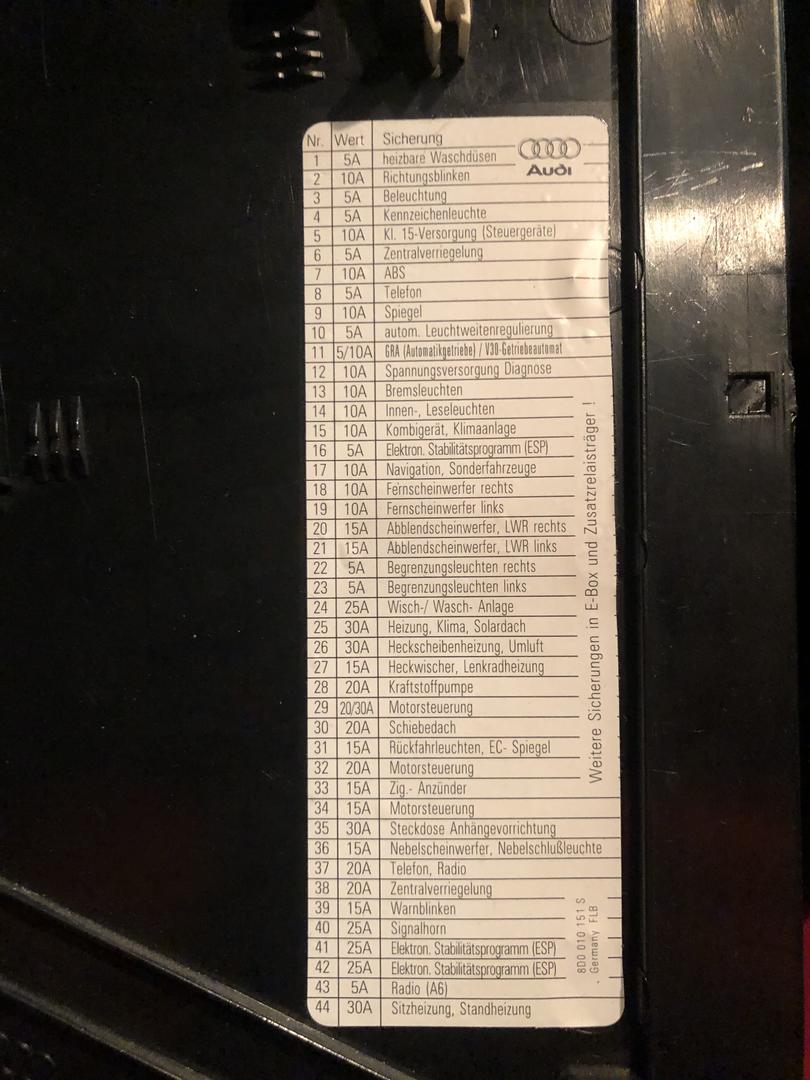 Nr. Wert Sicherung
Audi
1 5A heizbare Waschdüsen
2 10A Richtungsblinken
3 5A Beleuchtung
4 5A Kennzeichenleuchte
5 10A Kl. 15-Versorgung (Steuergeräte)
6 5A Zentralverriegelung
7 10A ABS
8 5A Telefon
9 10A Spiegel
10 5A autom. Leuchtweitenregulierung
11 5/10A GRA (Automatikgetriebe) / V30-Getriebeautomat
12 10A Spannungsversorgung Diagnose
13 10A Bremsleuchten
14 10A Innen-, Leseleuchten
15 10A Kombigerät, Klimaanlage
16 5A Elektron. Stabilitätsprogramm (ESP)
17 10A Navigation, Sonderfahrzeuge
18 10A Fernscheinwerfer rechts
19 10A Fernscheinwerfer links
20 15A Abblendscheinwerfer, LWR rechts
21 15A Abblendscheinwerfer, LWR links
22 5A Begrenzungsleuchten rechts
23 5A Begrenzungsleuchten links
24 25A Wisch-/ Wasch- Anlage
25 30A Heizung, Klima, Solardach
26 30A Heckscheibenheizung, Umluft
27 15A Heckwischer, Lenkradheizung
28 20A Kraftstoffpumpe
29 20/30A Motorsteuerung
30 20A Schiebedach
31 15A Rückfahrleuchten, EC- Spiegel
32 20A Motorsteuerung
33 15A Zig.- Anzünder
34 15A Motorsteuerung
35 30A Steckdose Anhängevorrichtung
36 15A Nebelscheinwerfer, Nebelschlußleuchte
37 20A Telefon, Radio
38 20A Zentralverriegelung
39 15A Warnblinken
40 25A Signalhorn
41 25A Elektron. Stabilitätsprogramm (ESP)
42 25A Elektron. Stabilitätsprogramm (ESP)
43 5A Radio (A6)
44 30A Sitzheizung, Standheizung
Weitere Sicherungen in E-Box und Zusatzrelaisträger !
8D0 010 151 S
Germany FLB